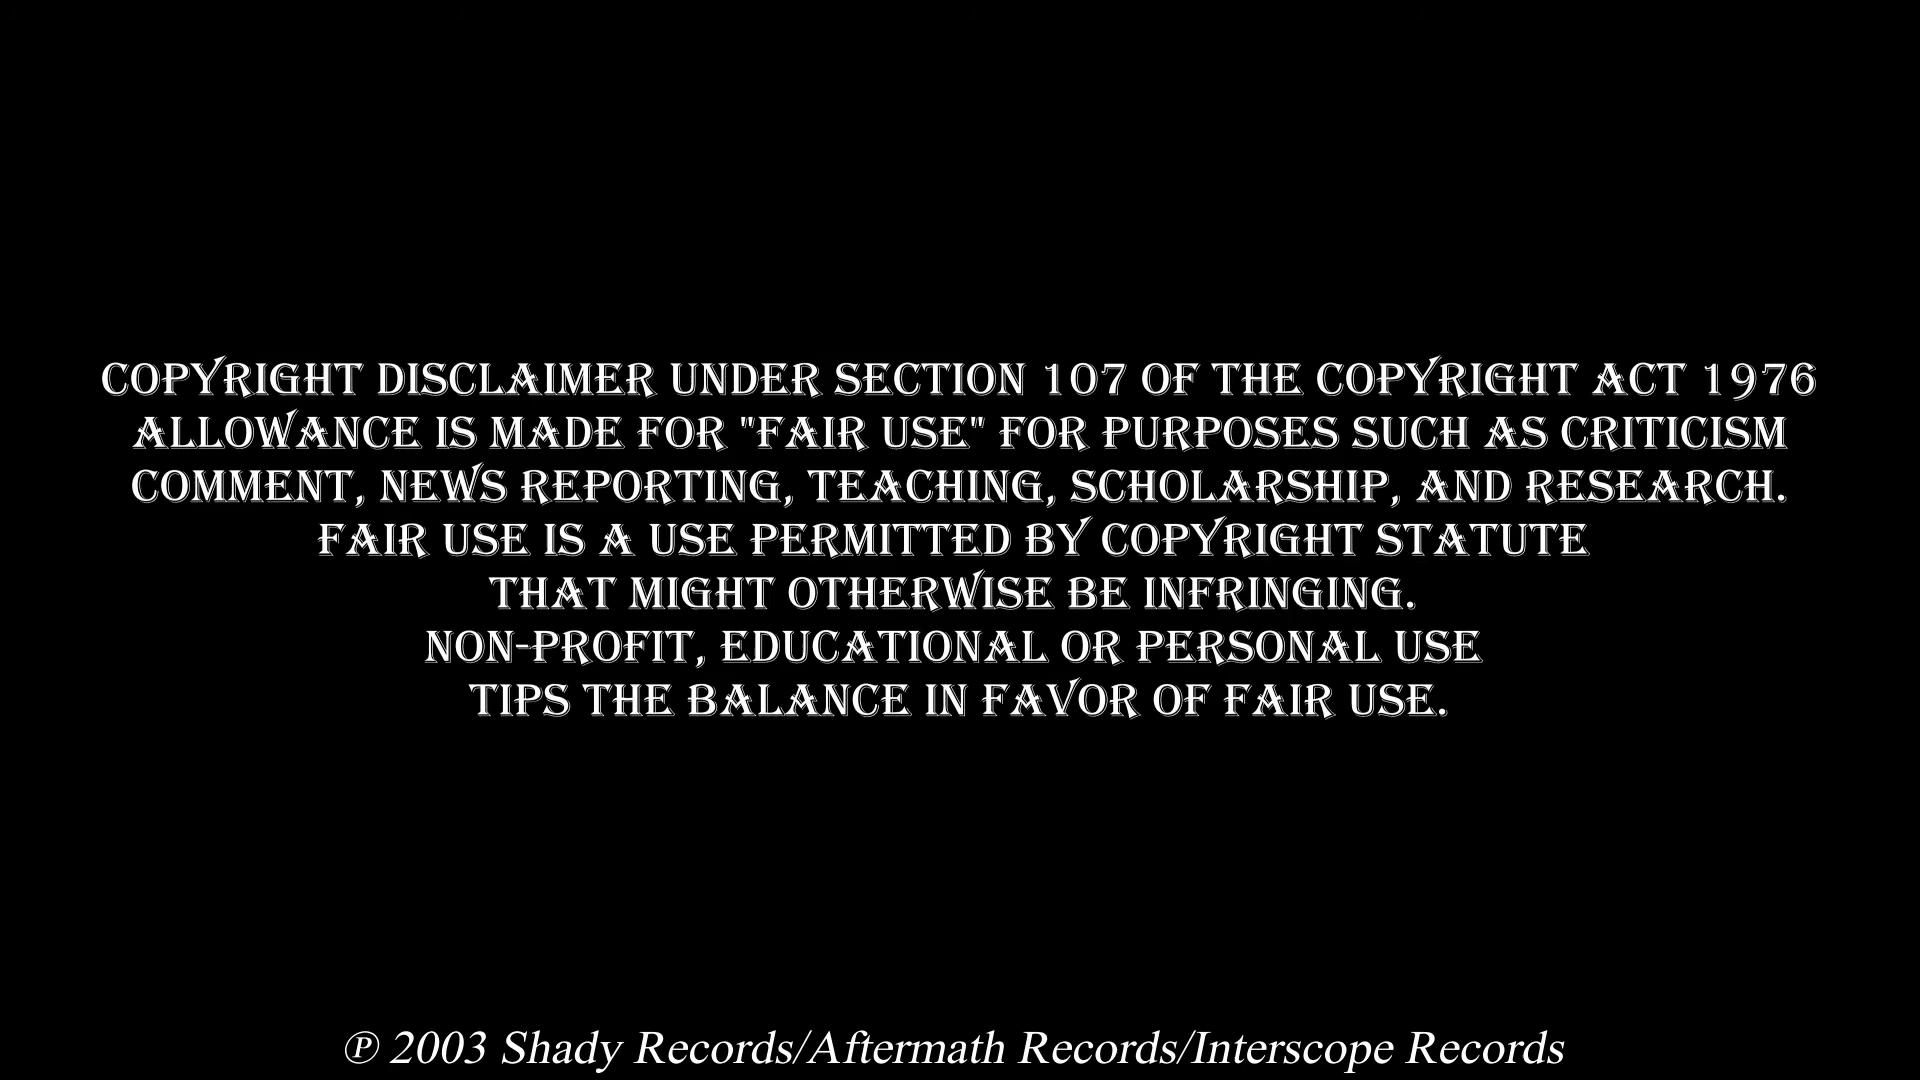 COPYRIGHT DISCLAIMER UNDER SECTION 107 OF THE COPYRIGHT ACT 1976
ALLOWANCE IS MADE FOR "FAIR USE" FOR PURPOSES SUCH AS CRITICISM
COMMENT, NEWS REPORTING, TEACHING, SCHOLARSHIP, AND RESEARCH.
FAIR USE IS A USE PERMITTED BY COPYRIGHT STATUTE
THAT MIGHT OTHERWISE BE INFRINGING.
NON-PROFIT, EDUCATIONAL OR PERSONAL USE
TIPS THE BALANCE IN FAVOR OF FAIR USE.
℗ 2003 Shady Records/Aftermath Records/Interscope Records